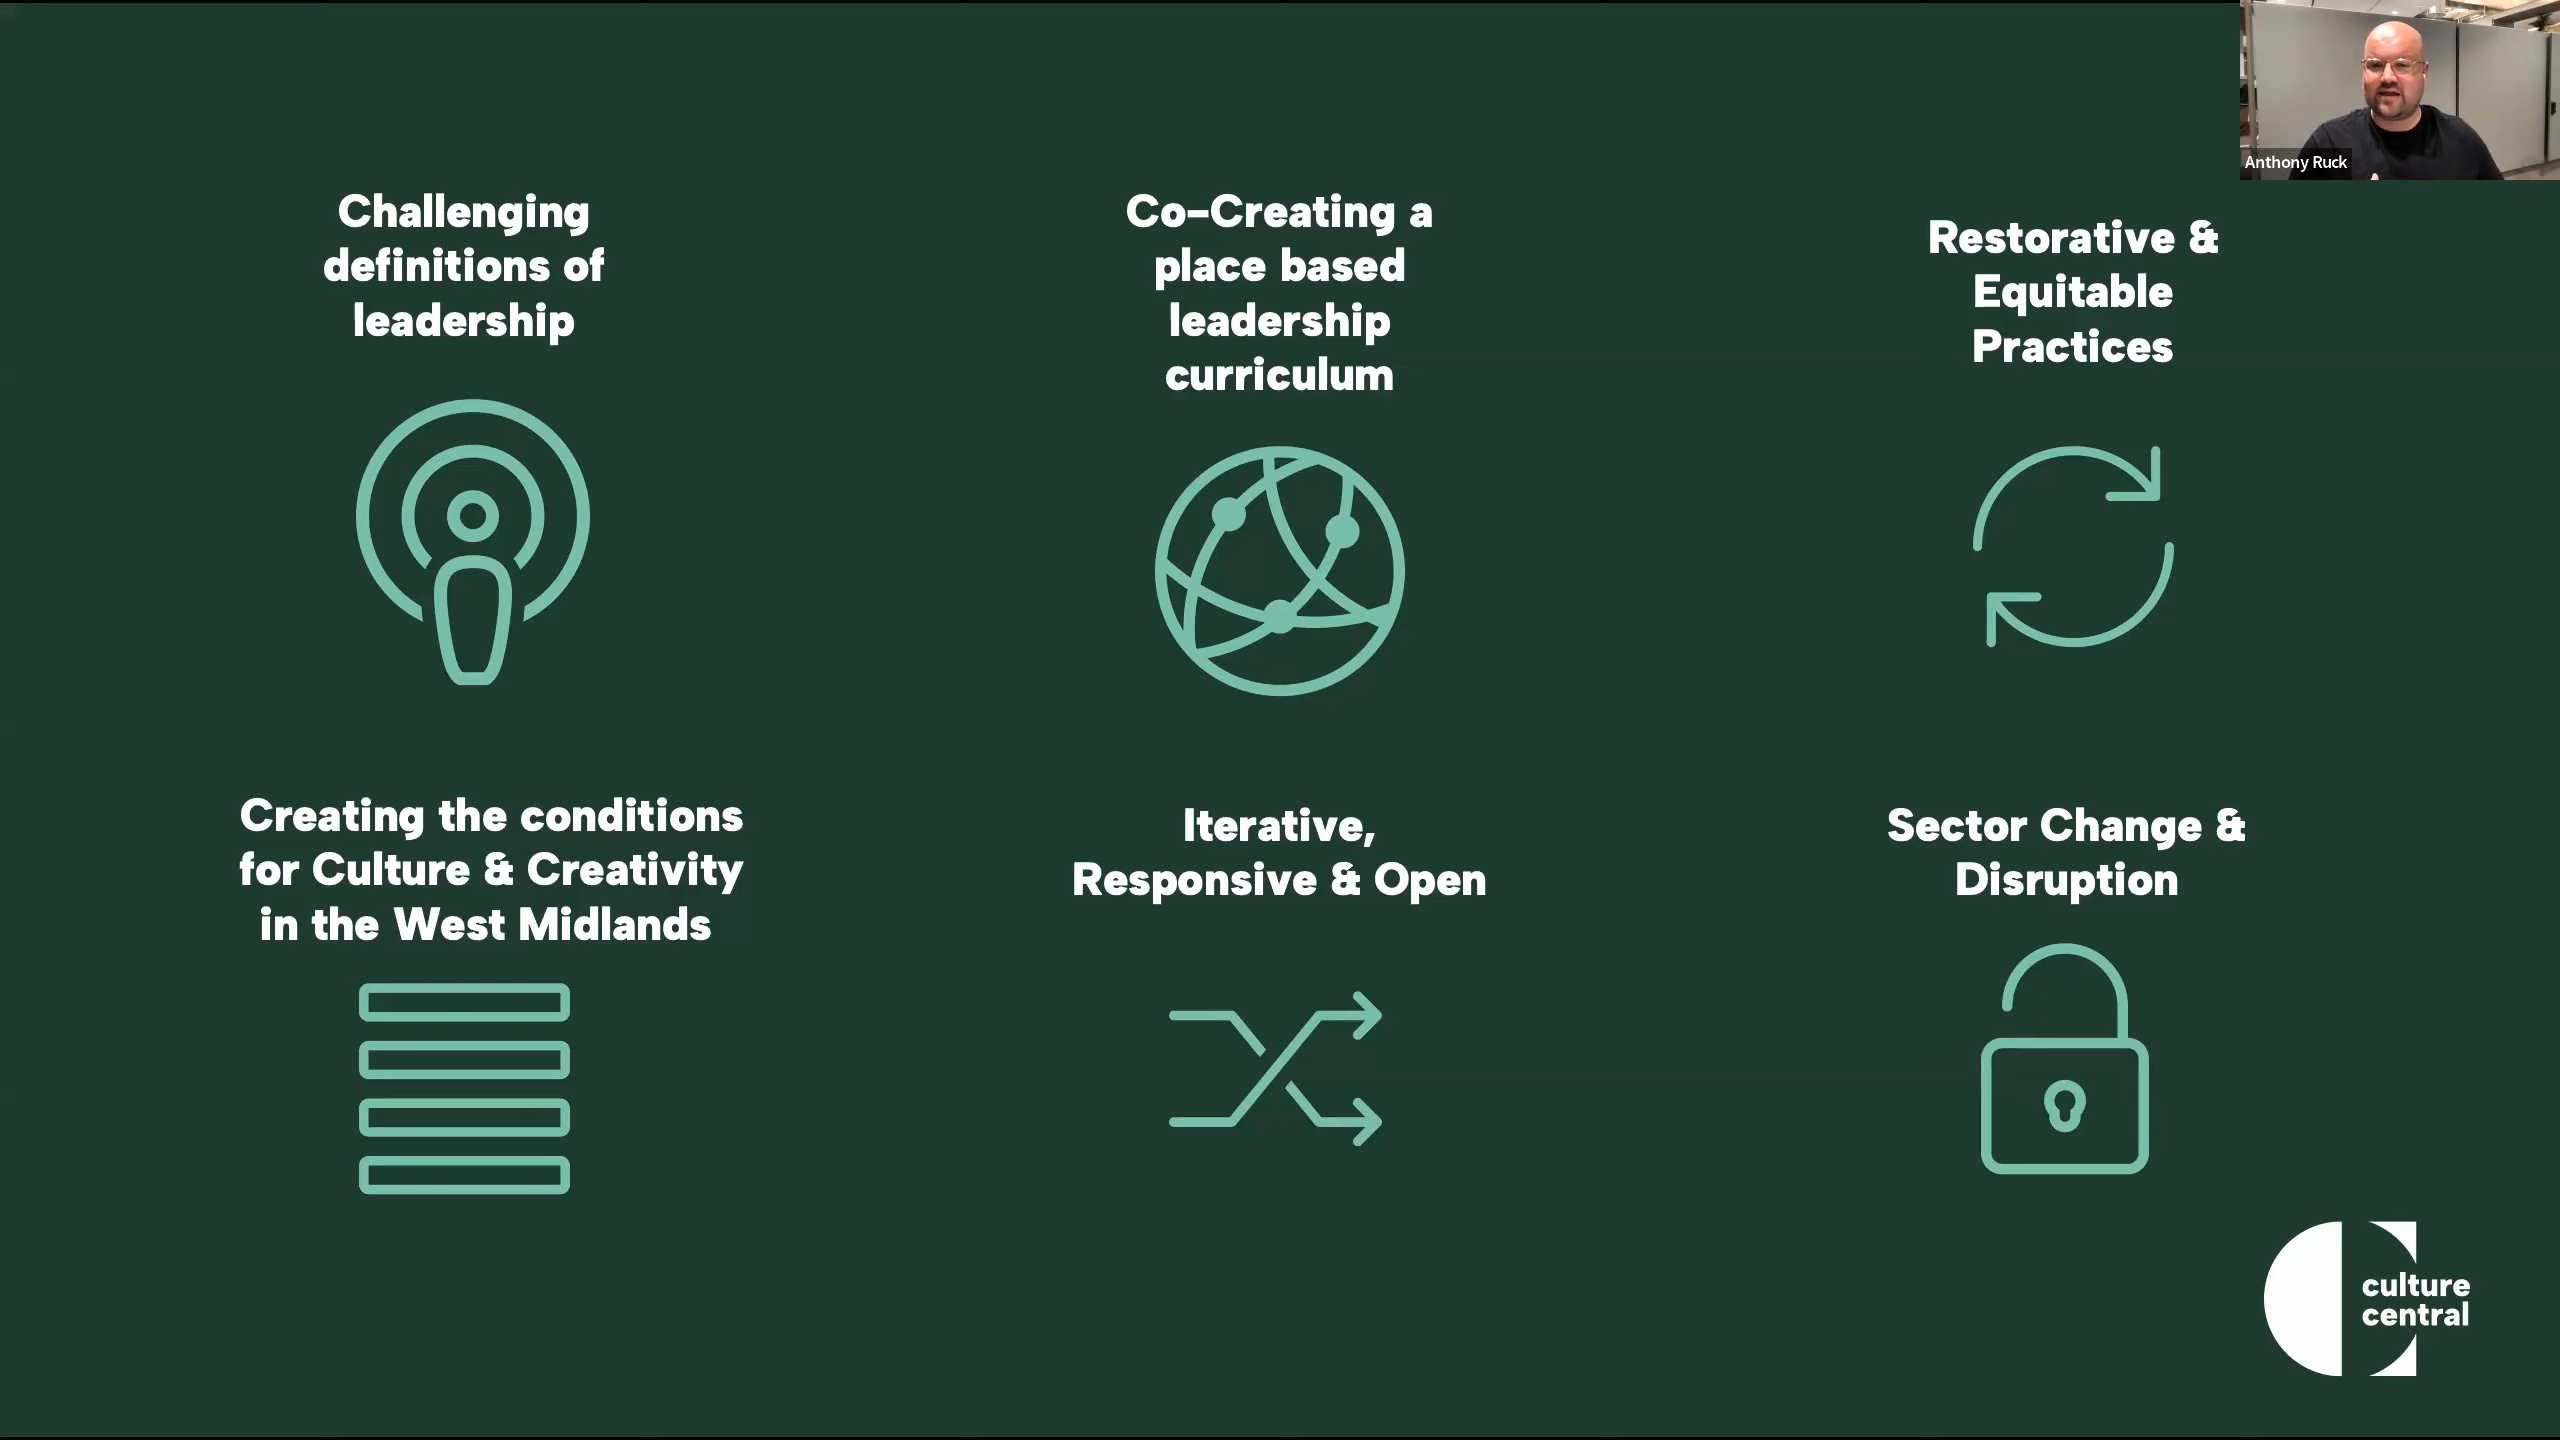 Anthony Ruck
Challenging
definitions of
leadership
Co-Creating a
place based
leadership
curriculum
Restorative &
Equitable
Practices
Creating the conditions
for Culture & Creativity
in the West Midlands
Iterative,
Responsive & Open
Sector Change &
Disruption
culture
central